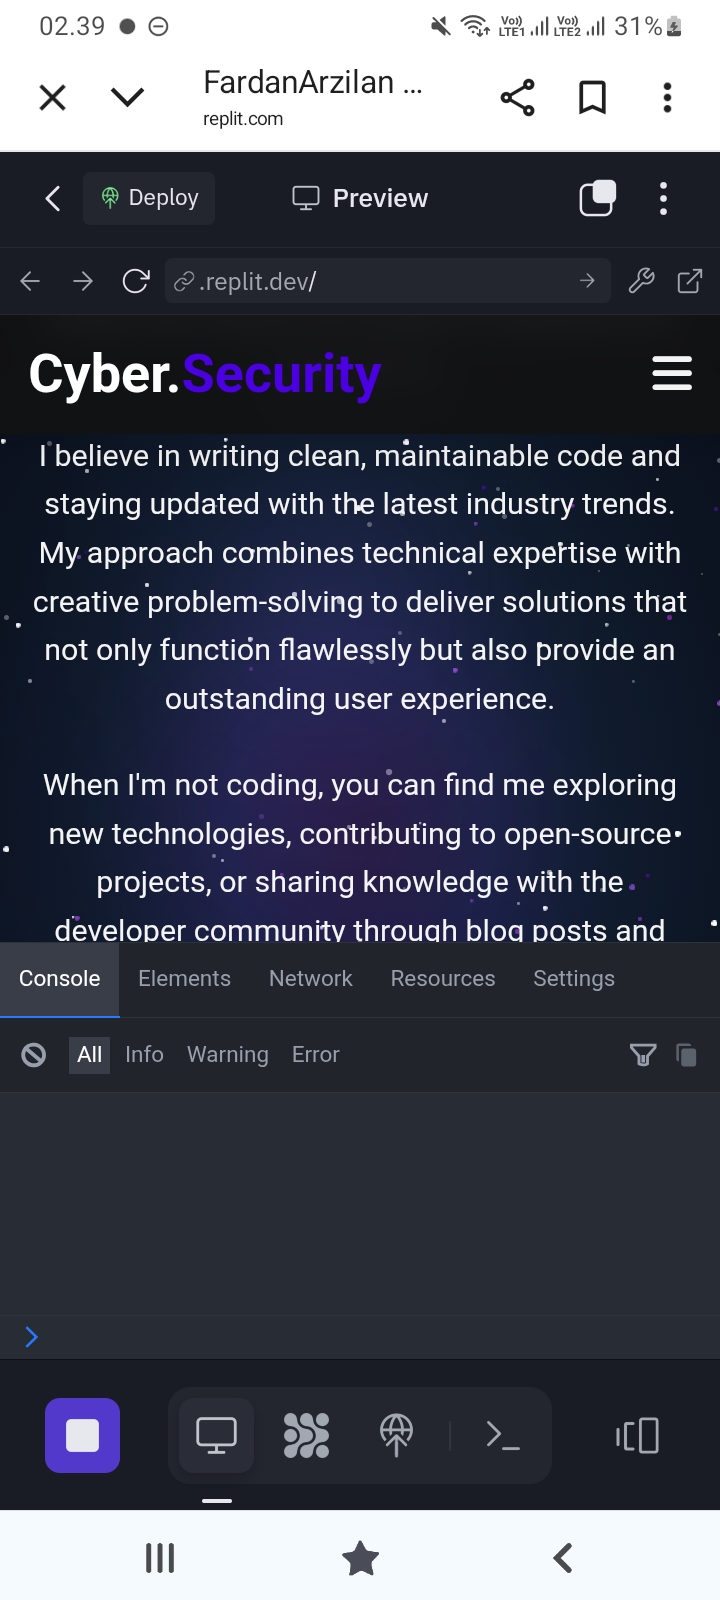 02.39
Vo)) LTE1 Vo)) LTE2 31%
FardanArzilan ...
replit.com
Deploy
Preview
.replit.dev/
Cyber.Security
I believe in writing clean, maintainable code and
staying updated with the latest industry trends.
My approach combines technical expertise with
creative problem-solving to deliver solutions that
not only function flawlessly but also provide an
outstanding user experience.
When I'm not coding, you can find me exploring
new technologies, contributing to open-source
projects, or sharing knowledge with the
developer community through blog posts and
Console Elements Network Resources Settings
All Info Warning Error